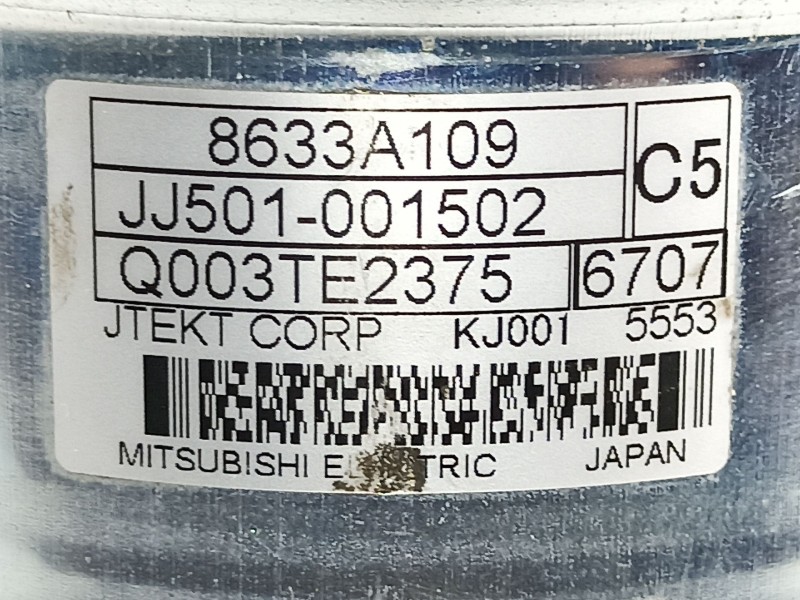 8633A109
C5
JJ501-001502
Q003TE2375 6707
JTEKT CORP KJ001 5553
MITSUBISHI JAPAN